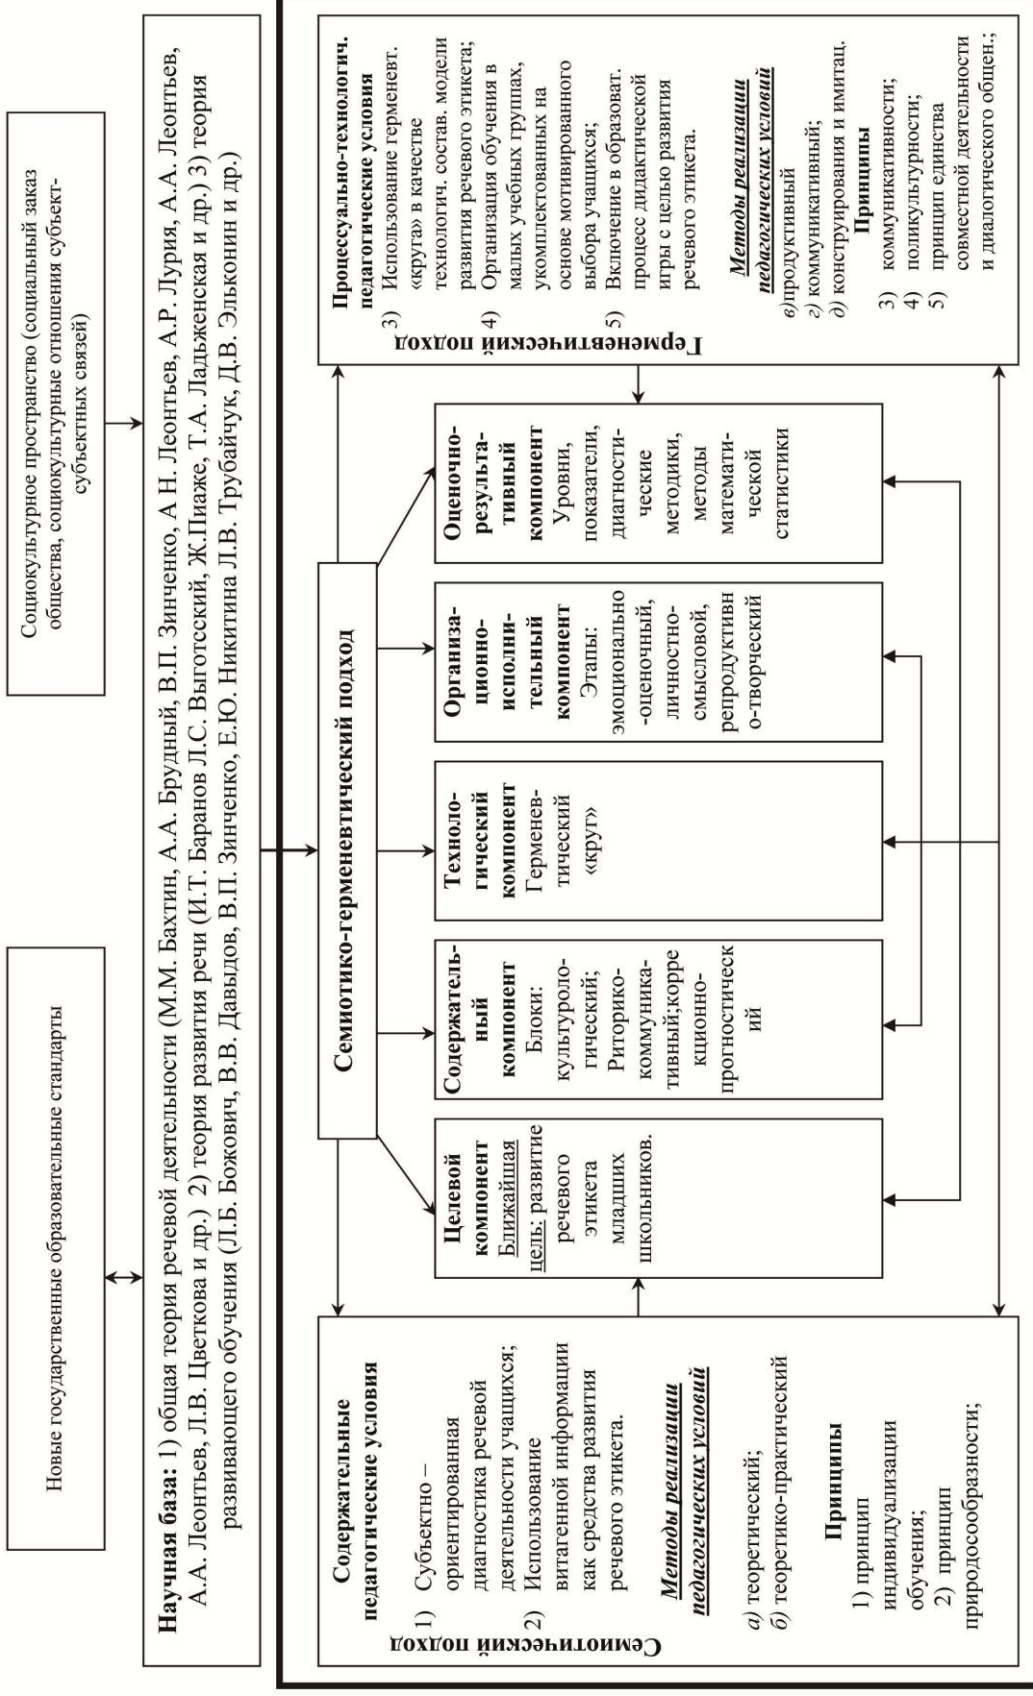 Новые государственные образовательные стандарты
Социокультурное пространство (социальный заказ
общества, социокультурные отношения субъект-
субъектных связей)
Научная база: 1) общая теория речевой деятельности (М.М. Бахтин, А.А. Брудный, В.П. Зинченко, А Н. Леонтьев, А.Р. Лурия, А.А. Леонтьев,
А.А. Леонтьев, Л.В. Цветкова и др.) 2) теория развития речи (И.Т. Баранов Л.С. Выготсский, Ж.Пиаже, Т.А. Ладьженская и др.) 3) теория
развивающего обучения (Л.Б. Божович, В.В. Давыдов, В.П. Зинченко, Е.Ю. Никитина Л.В. Трубайчук, Д.В. Эльконин и др.)
Семиотико-герменевтический подход
Семиотический подход
Содержательные
педагогические условия
1) Субъектно –
ориентированная
диагностика речевой
деятельности учащихся;
2) Использование
витагенной информации
как средства развития
речевого этикета.
Методы реализации
педагогических условий
а) теоретический;
б) теоретико-практический
Принципы
1) принцип
индивидуализации
обучения;
2) принцип
природосообразности;
Целевой
компонент
Ближайшая
цель: развитие
речевого
этикета
младших
школьников.
Содержатель-
ный
компонент
Блоки:
культуроло-
гический;
Риторико-
коммуника-
тивный;корре
кционно-
прогностическ
ий
Техноло-
гический
компонент
Герменев-
тический
«круг»
Организа-
ционно-
исполни-
тельный
компонент
Этапы:
эмоционально
-оценочный,
личностно-
смысловой,
репродуктивн
о-творческий
Оценочно-
результа-
тивный
компонент
Уровни,
показатели,
диагности-
ческие
методики,
методы
математи-
ческой
статистики
Герменевтический подход
Процессуально-технологич.
педагогические условия
3) Использование герменевт.
«круга» в качестве
технологич. состав. модели
развития речевого этикета;
4) Организация обучения в
малых учебных группах,
укомплектованных на
основе мотивированного
выбора учащихся;
5) Включение в образоват.
процесс дидактической
игры с целью развития
речевого этикета.
Методы реализации
педагогических условий
в)продуктивный
г) коммуникативный;
д) конструирования и имитац.
Принципы
3) коммуникативности;
4) поликультурности;
5) принцип единства
совместной деятельности
и диалогического общен.;